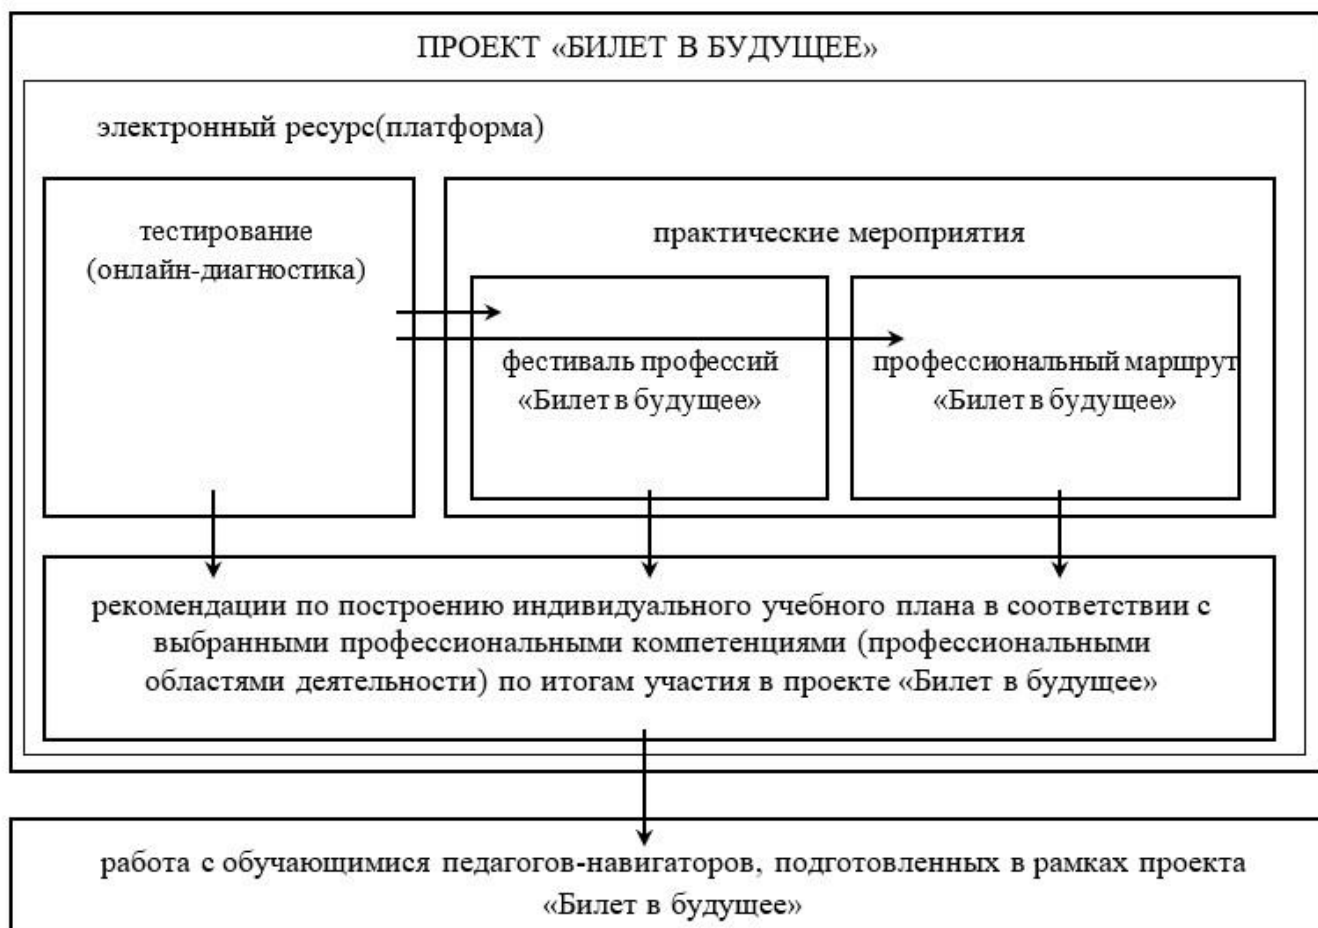 ПРОЕКТ «БИЛЕТ В БУДУЩЕЕ»
электронный ресурс(платформа)
тестирование
(онлайн-диагностика)
практические мероприятия
фестиваль профессий
«Билет в будущее»
профессиональный маршрут
«Билет в будущее»
рекомендации по построению индивидуального учебного плана в соответствии с
выбранными профессиональными компетенциями (профессиональными
областями деятельности) по итогам участия в проекте «Билет в будущее»
работа с обучающимися педагогов-навигаторов, подготовленных в рамках проекта
«Билет в будущее»